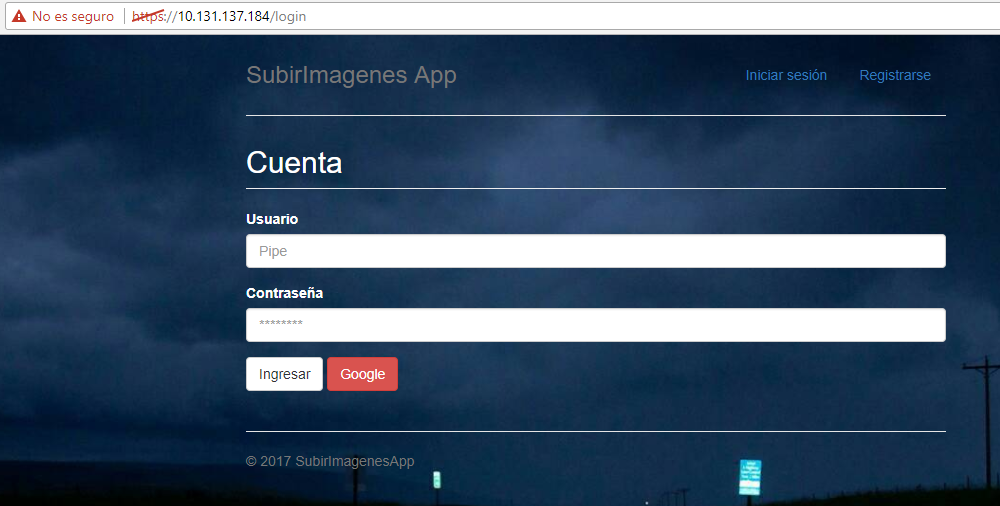 No es seguro | https://10.131.137.184/login
SubirImagenes App Iniciar sesión Registrarse
Cuenta
Usuario
Pipe
Contraseña
********
Ingresar Google
© 2017 SubirImagenesApp